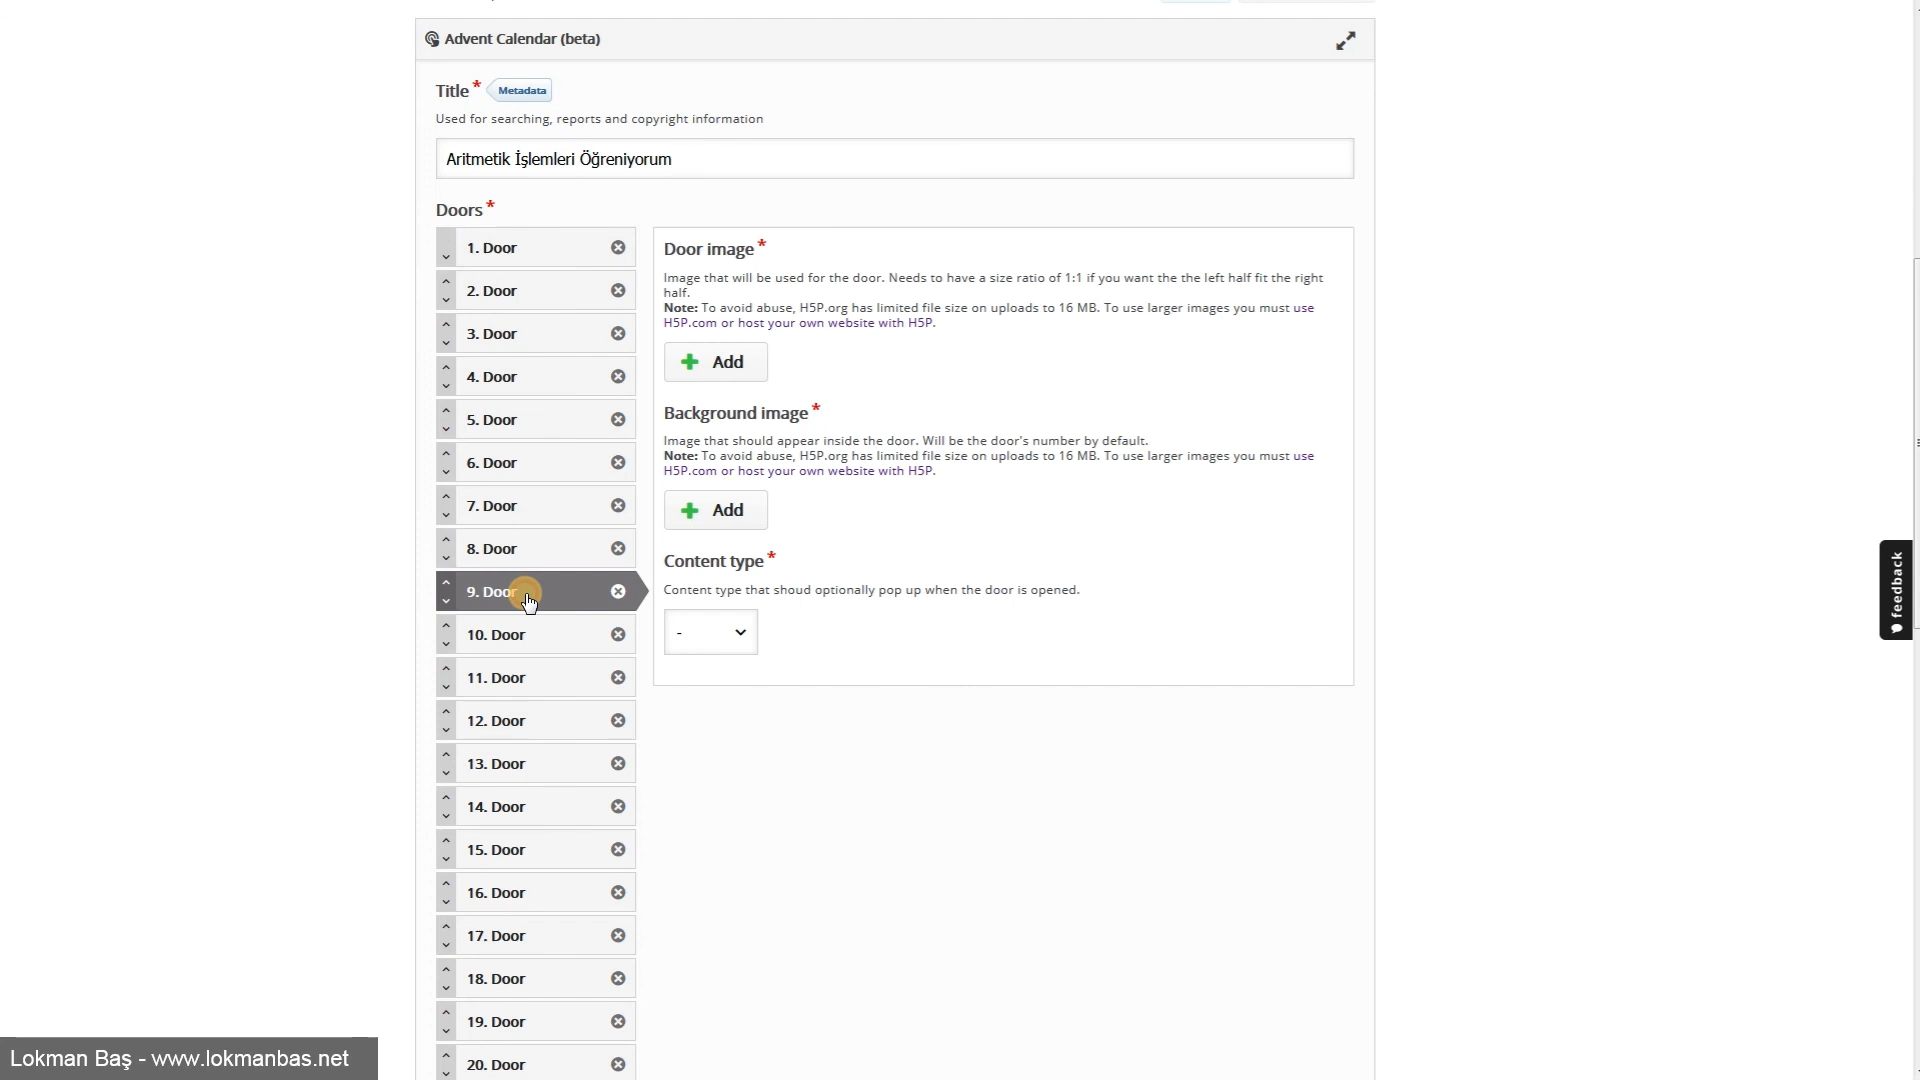 Advent Calendar (beta)
Title*
Metadata
Used for searching, reports and copyright information
Aritmetik İşlemleri Öğreniyorum
Doors*
1. Door
2. Door
3. Door
4. Door
5. Door
6. Door
7. Door
8. Door
9. Door
10. Door
11. Door
12. Door
13. Door
14. Door
15. Door
16. Door
17. Door
18. Door
19. Door
20. Door
Door image*
Image that will be used for the door. Needs to have a size ratio of 1:1 if you want the the left half fit the right
half.
Note: To avoid abuse, H5P.org has limited file size on uploads to 16 MB. To use larger images you must use
H5P.com or host your own website with H5P.
Add
Background image*
Image that should appear inside the door. Will be the door's number by default.
Note: To avoid abuse, H5P.org has limited file size on uploads to 16 MB. To use larger images you must use
H5P.com or host your own website with H5P.
Add
Content type*
Content type that shoud optionally pop up when the door is opened.
-
feedback
Lokman Baş - www.lokmanbas.net